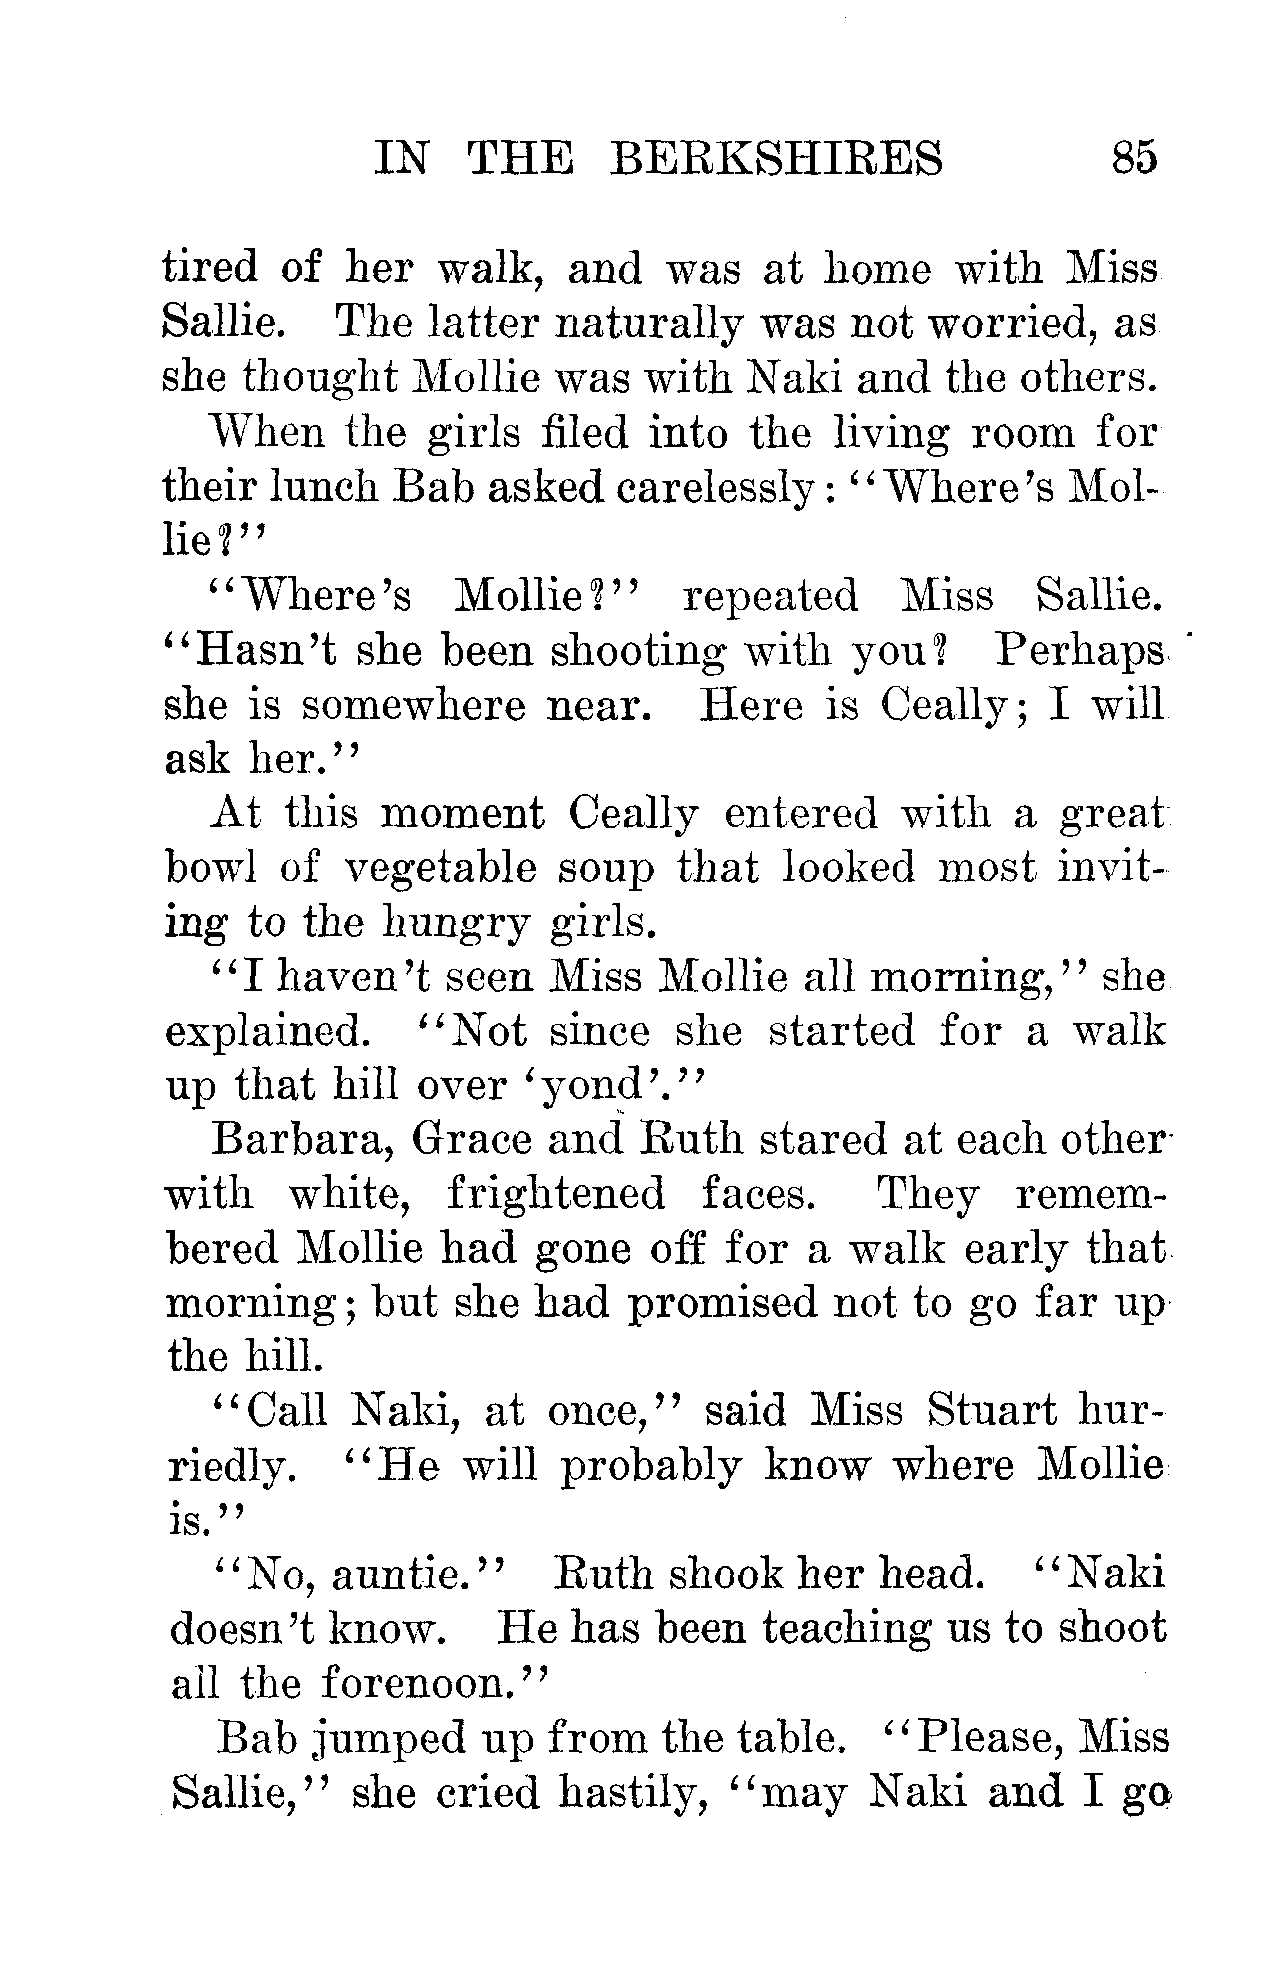 IN THE BERKSHIRES 85
tired of her walk, and was at home with Miss
Sallie. The latter naturally was not worried, as
she thought Mollie was with Naki and the others.
When the girls filed into the living room for
their lunch Bab asked carelessly: "Where's Mol-
lie?"
"Where's Mollie?" repeated Miss Sallie.
"Hasn't she been shooting with you? Perhaps
she is somewhere near. Here is Ceally; I will
ask her."
At this moment Ceally entered with a great
bowl of vegetable soup that looked most invit-
ing to the hungry girls.
"I haven't seen Miss Mollie all morning," she
explained. "Not since she started for a walk
up that hill over 'yond'."
Barbara, Grace and Ruth stared at each other
with white, frightened faces. They remem-
bered Mollie had gone off for a walk early that
morning; but she had promised not to go far up
the hill.
"Call Naki, at once," said Miss Stuart hur-
riedly. "He will probably know where Mollie
is."
"No, auntie." Ruth shook her head. "Naki
doesn't know. He has been teaching us to shoot
all the forenoon."
Bab jumped up from the table. "Please, Miss
Sallie," she cried hastily, "may Naki and I go